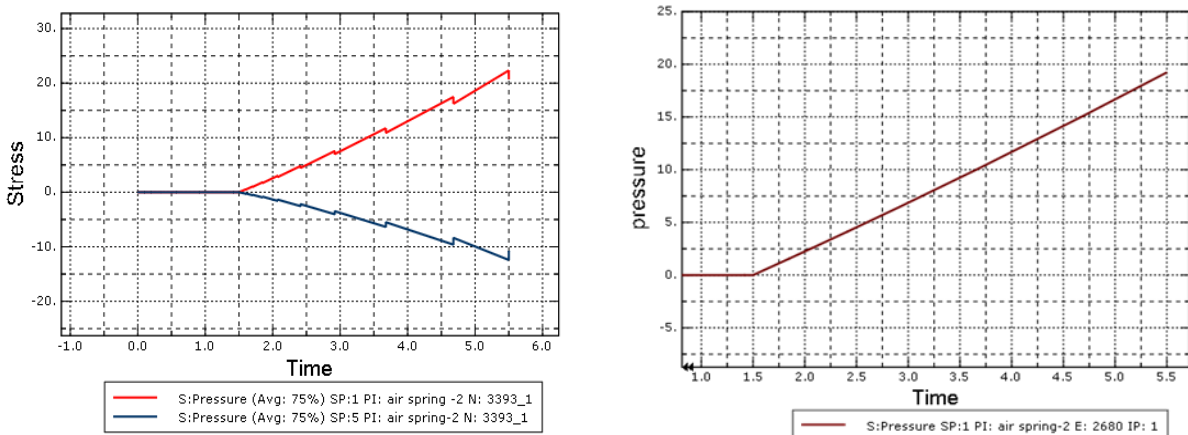 30.
20.
10.
0.
-10.
-20.
Stress
-1.0 0.0 1.0 2.0 3.0 4.0 5.0 6.0
Time
S:Pressure (Avg: 75%) SP:1 PI: air spring -2 N: 3393_1
S:Pressure (Avg: 75%) SP:5 PI: air spring-2 N: 3393_1
25.
20.
15.
10.
5.
0.
-5.
pressure
1.0 1.5 2.0 2.5 3.0 3.5 4.0 4.5 5.0 5.5
Time
S:Pressure SP:1 PI: air spring-2 E: 2680 IP: 1